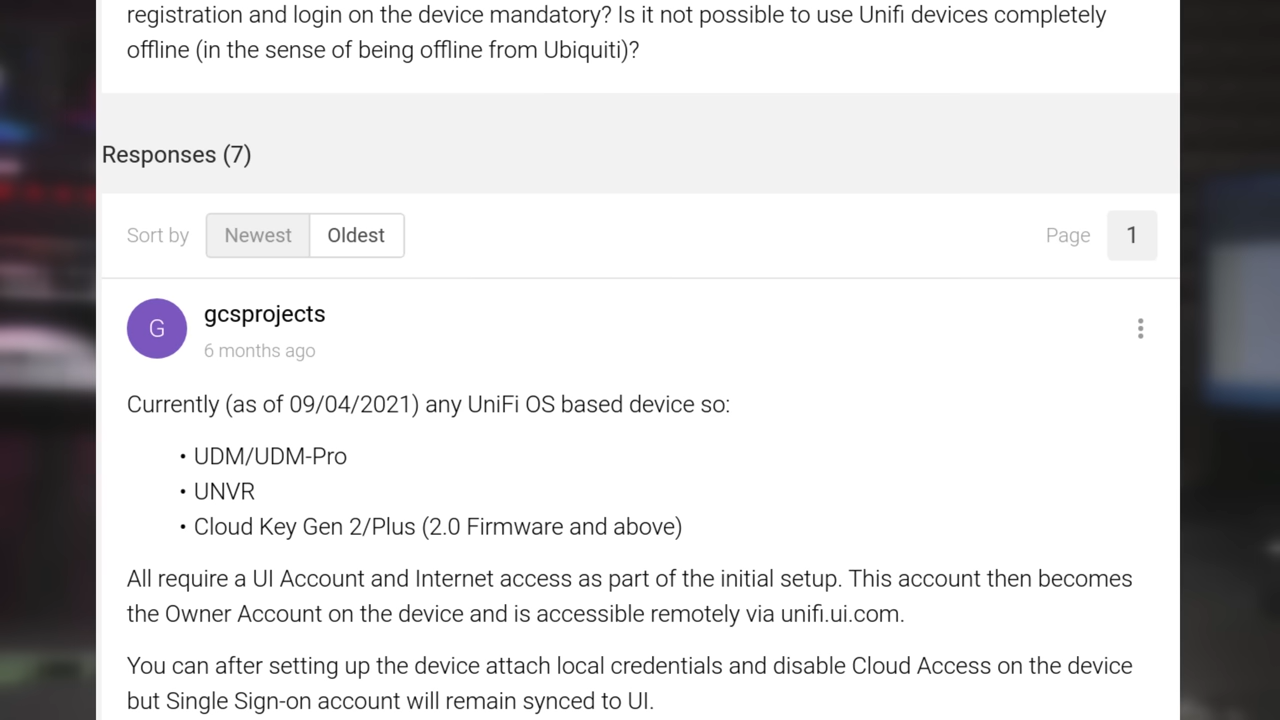 registration and login on the device mandatory? Is it not possible to use Unifi devices completely
offline (in the sense of being offline from Ubiquiti)?
Responses (7)
Sort by Newest Oldest Page 1
G gcsprojects
6 months ago
Currently (as of 09/04/2021) any UniFi OS based device so:
• UDM/UDM-Pro
• UNVR
• Cloud Key Gen 2/Plus (2.0 Firmware and above)
All require a UI Account and Internet access as part of the initial setup. This account then becomes
the Owner Account on the device and is accessible remotely via unifi.ui.com.
You can after setting up the device attach local credentials and disable Cloud Access on the device
but Single Sign-on account will remain synced to UI.